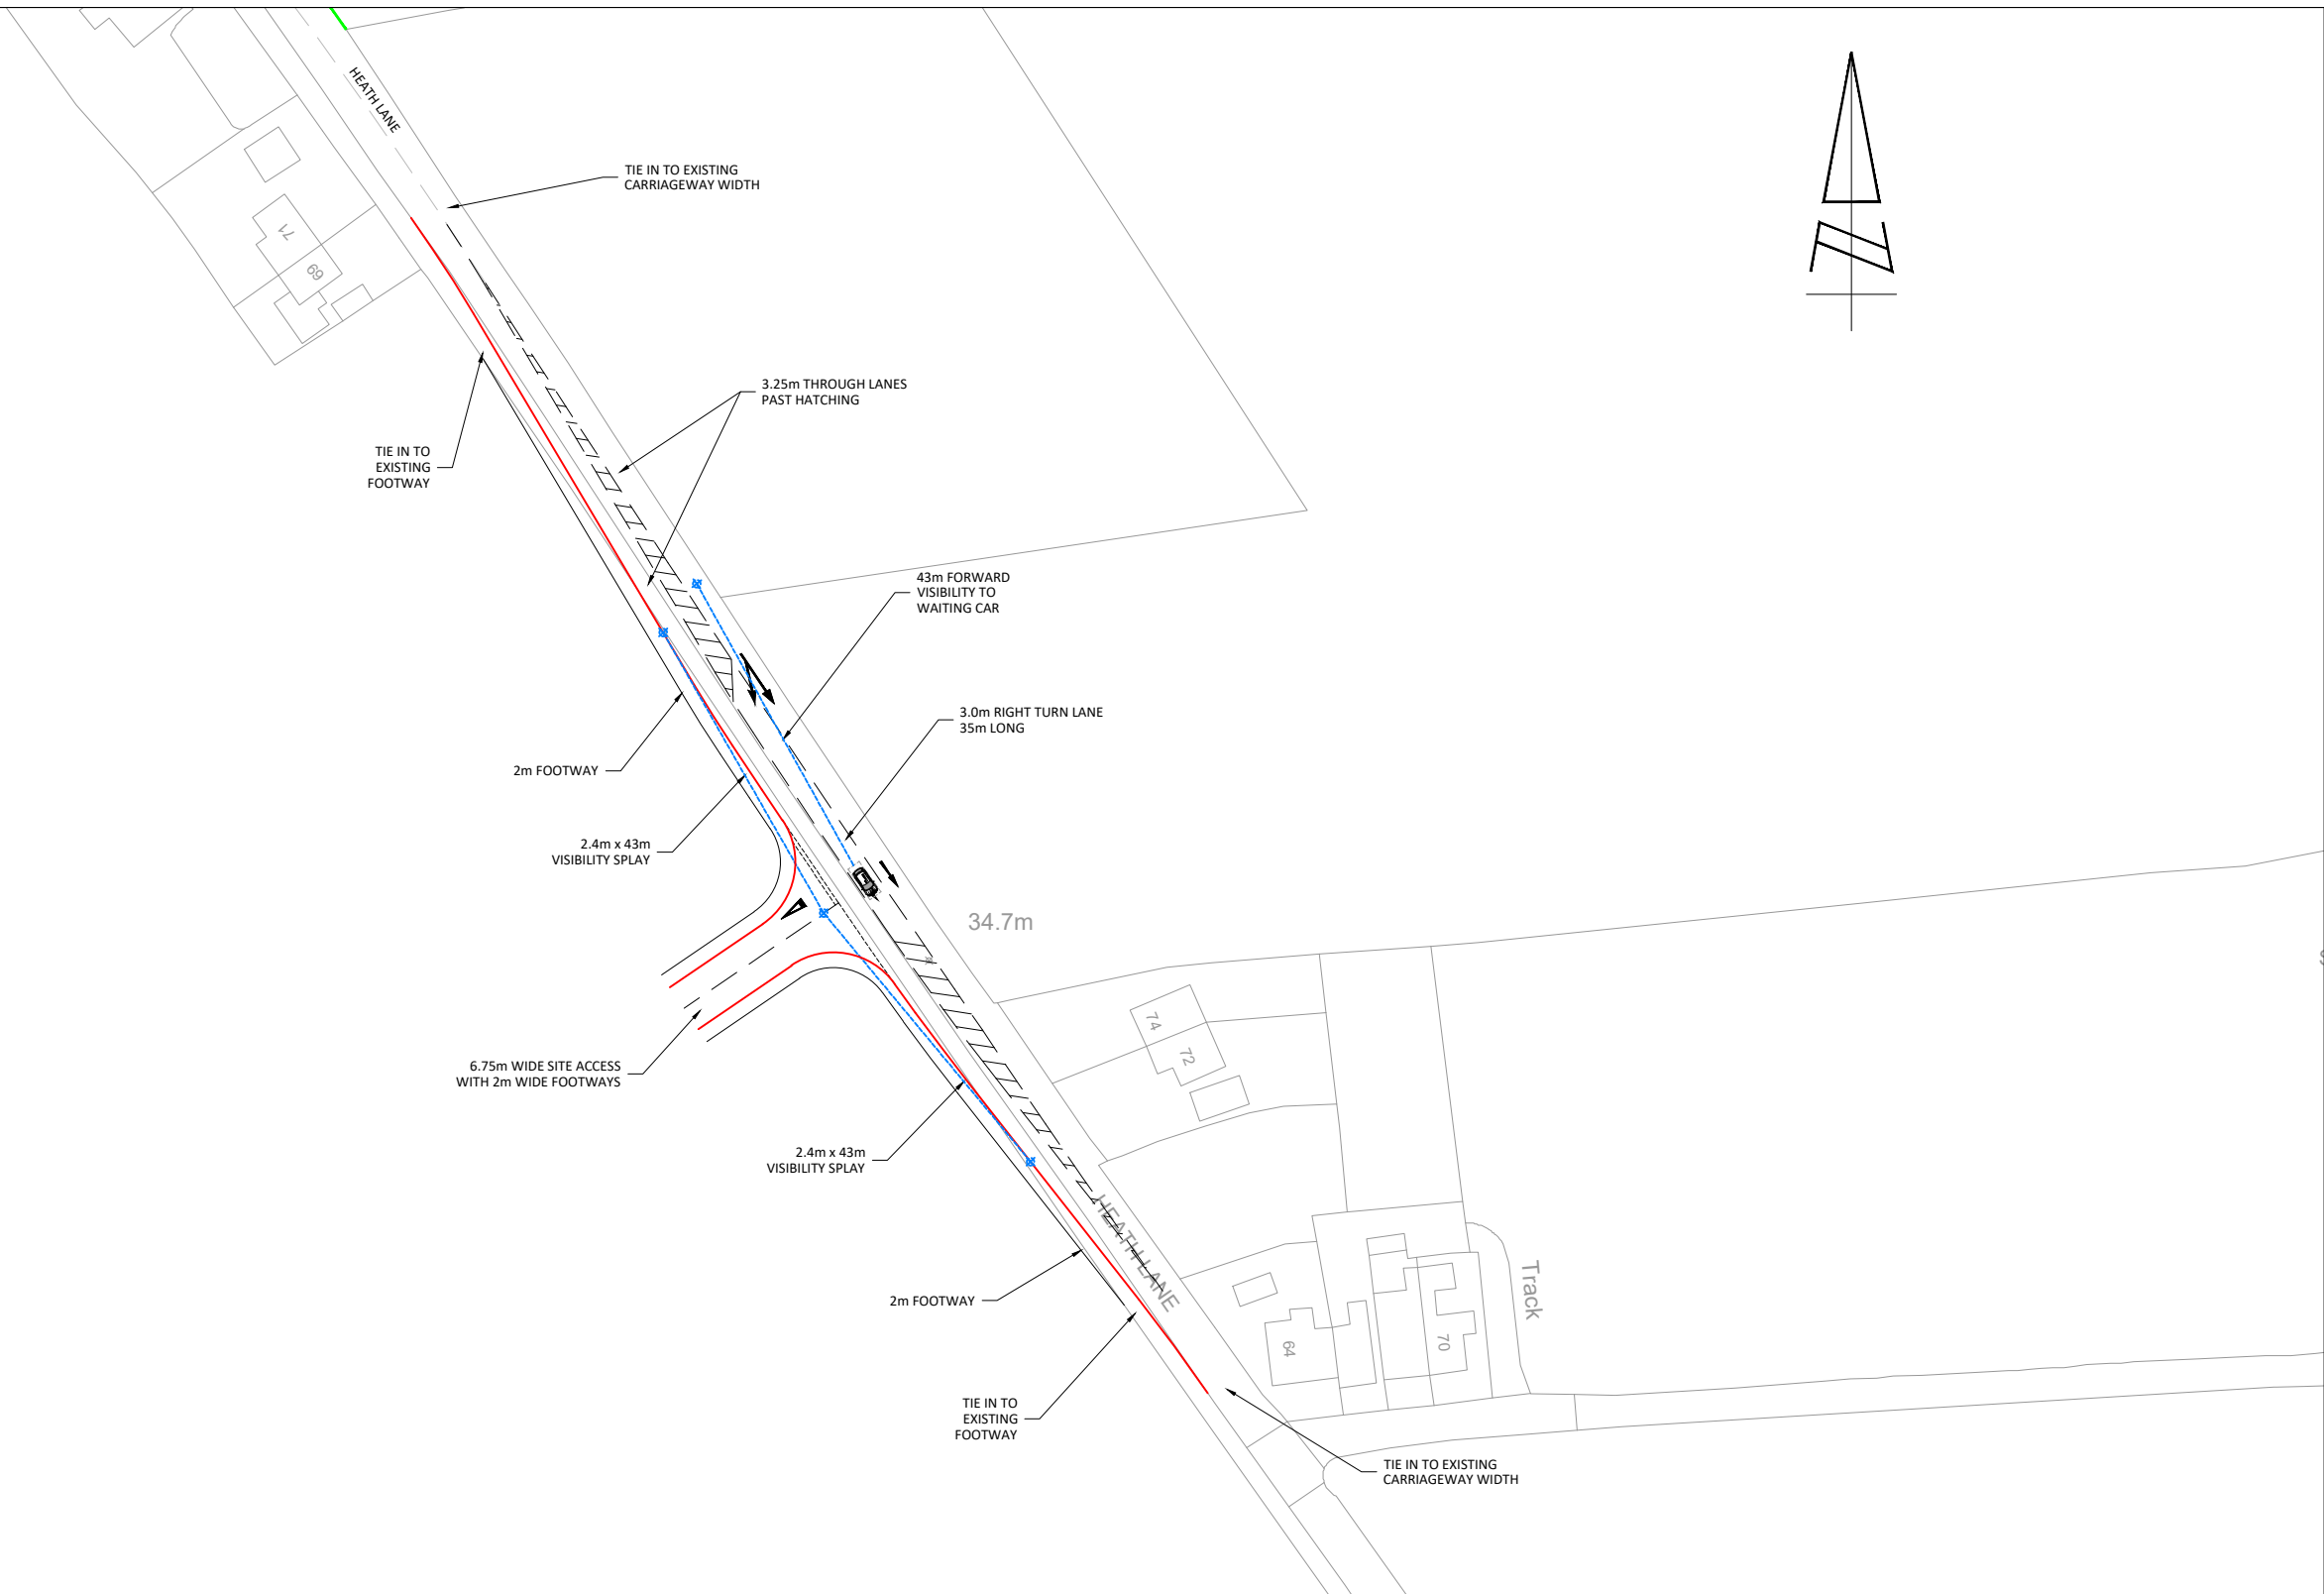 HEATH LANE
TIE IN TO EXISTING
CARRIAGEWAY WIDTH
71
69
3.25m THROUGH LANES
PAST HATCHING
TIE IN TO
EXISTING
FOOTWAY
43m FORWARD
VISIBILITY TO
WAITING CAR
3.0m RIGHT TURN LANE
35m LONG
2m FOOTWAY
2.4m x 43m
VISIBILITY SPLAY
34.7m
74
72
6.75m WIDE SITE ACCESS
WITH 2m WIDE FOOTWAYS
2.4m x 43m
VISIBILITY SPLAY
HEATH LANE
Track
2m FOOTWAY
64
70
TIE IN TO
EXISTING
FOOTWAY
TIE IN TO EXISTING
CARRIAGEWAY WIDTH
N